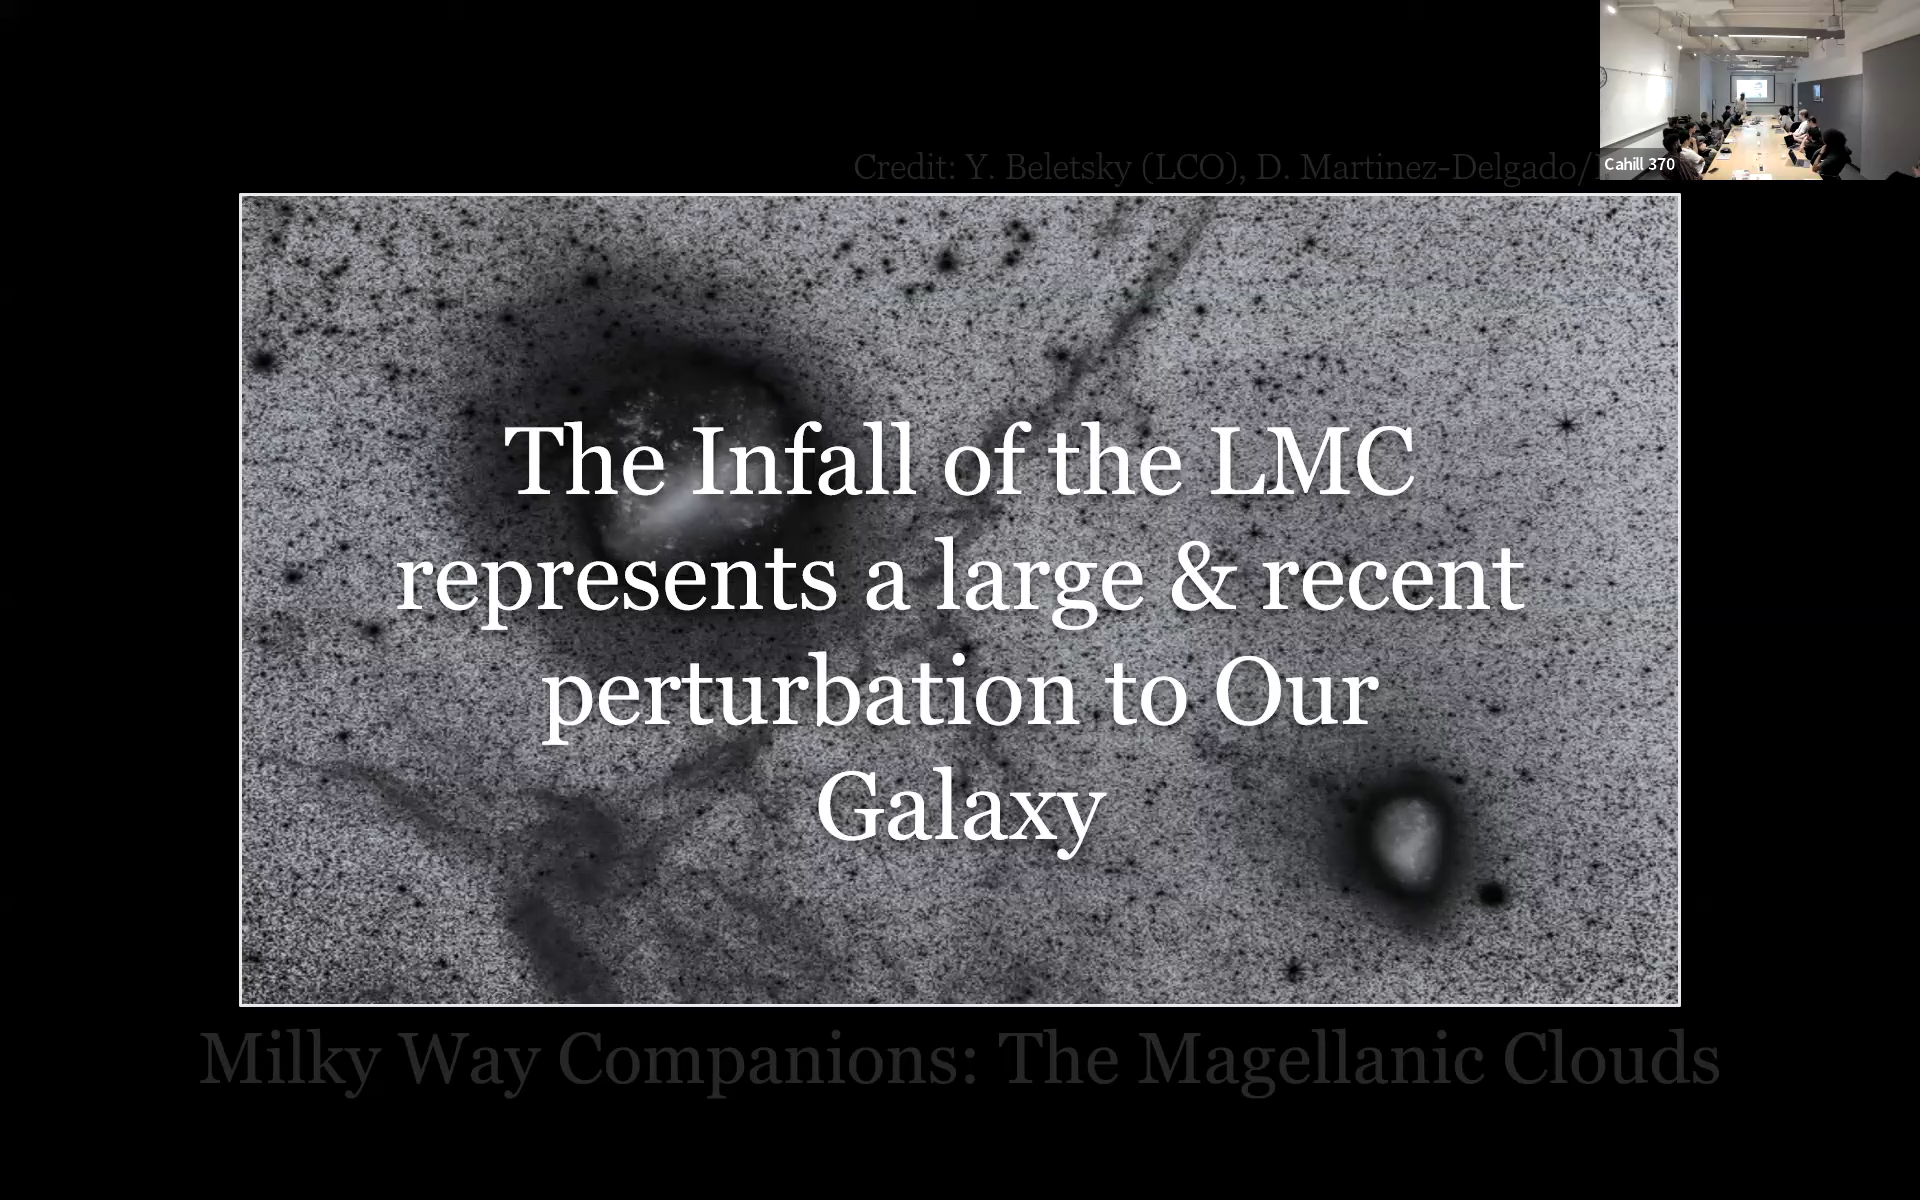 Cahill 370
Credit: Y. Beletsky (LCO), D. Martinez-Delgado/
The Infall of the LMC
represents a large & recent
perturbation to Our
Galaxy
Milky Way Companions: The Magellanic Clouds